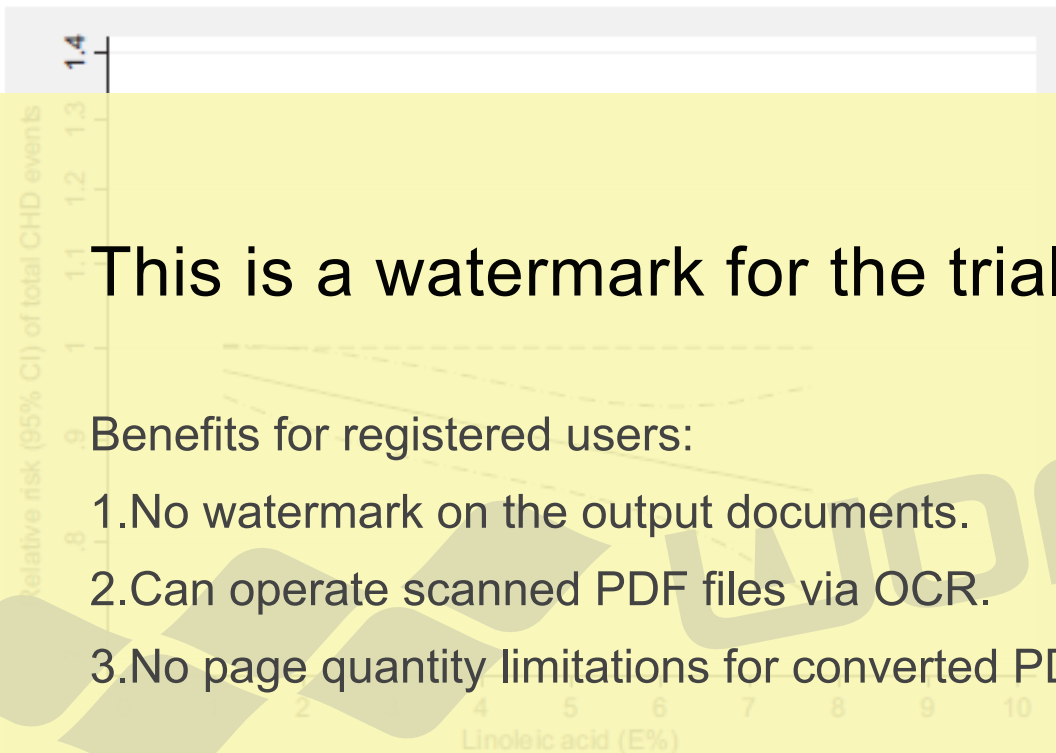 1.4
1.3
1.2
1.1
1
.9
.8
Relative risk (95% CI) of total CHD events
This is a watermark for the trial
Benefits for registered users:
1.No watermark on the output documents.
2.Can operate scanned PDF files via OCR.
3.No page quantity limitations for converted PD
2 4 5 6 7 8 9 10
Linoleic acid (E%)